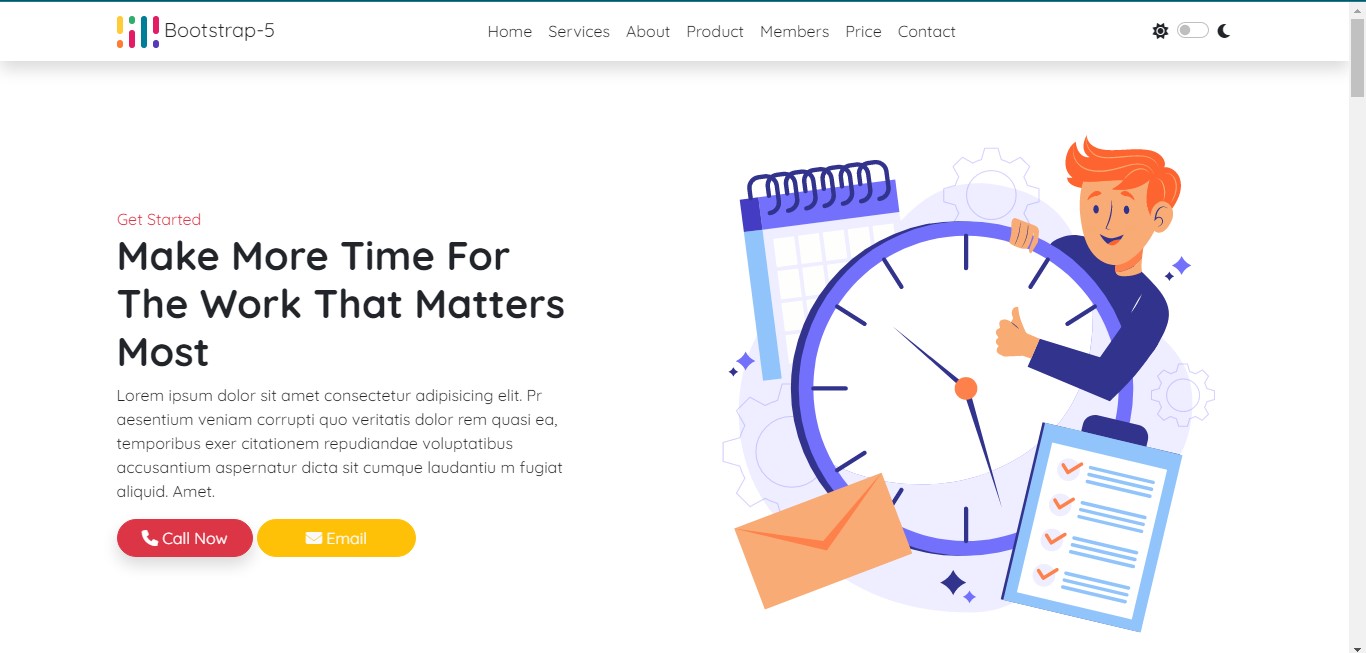 Bootstrap-5
Home Services About Product Members Price Contact
Get Started
Make More Time For
The Work That Matters
Most
Lorem ipsum dolor sit amet consectetur adipisicing elit. Pr
aesentium veniam corrupti quo veritatis dolor rem quasi ea,
temporibus exer citationem repudiandae voluptatibus
accusantium aspernatur dicta sit cumque laudantiu m fugiat
aliquid. Amet.
Call Now Email